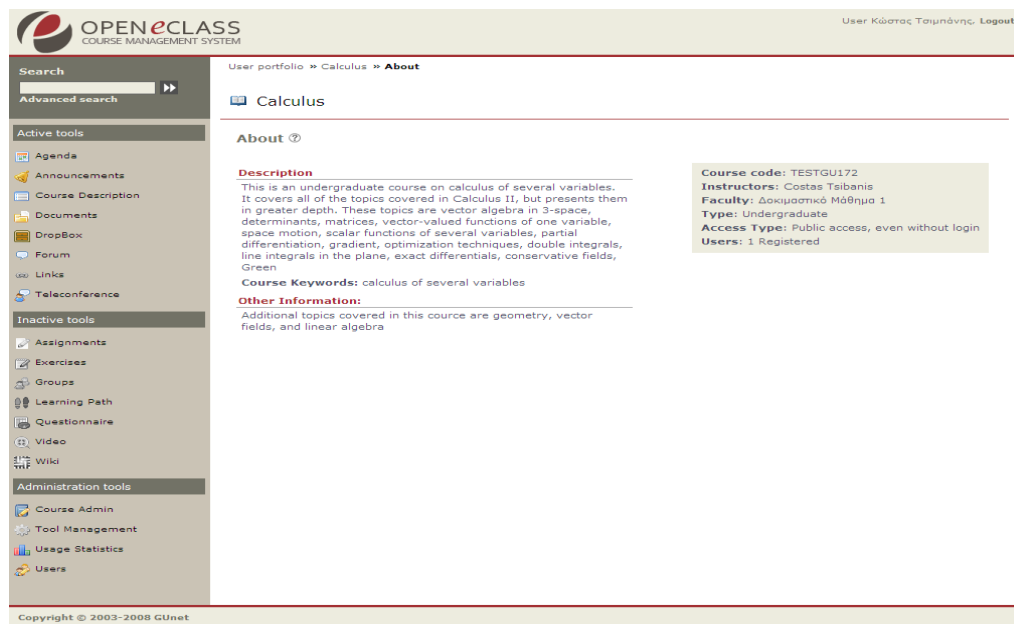 OPENeCLASS
COURSE MANAGEMENT SYSTEM
User Κώστας Τσιμπάνης, Logout
Search
Advanced search
User portfolio » Calculus » About
Calculus
Active tools
Agenda
Announcements
Course Description
Documents
DropBox
Forum
Links
Teleconference
Inactive tools
Assignments
Exercises
Groups
Learning Path
Questionnaire
Video
Wiki
Administration tools
Course Admin
Tool Management
Usage Statistics
Users
About ?
Description
This is an undergraduate course on calculus of several variables.
It covers all of the topics covered in Calculus II, but presents them
in greater depth. These topics are vector algebra in 3-space,
determinants, matrices, vector-valued functions of one variable,
space motion, scalar functions of several variables, partial
differentiation, gradient, optimization techniques, double integrals,
line integrals in the plane, exact differentials, conservative fields,
Green
Course Keywords: calculus of several variables
Other Information:
Additional topics covered in this cource are geometry, vector
fields, and linear algebra
Course code: TESTGU172
Instructors: Costas Tsibanis
Faculty: Δοκιμαστικό Μάθημα 1
Type: Undergraduate
Access Type: Public access, even without login
Users: 1 Registered
Copyright © 2003-2008 GUnet